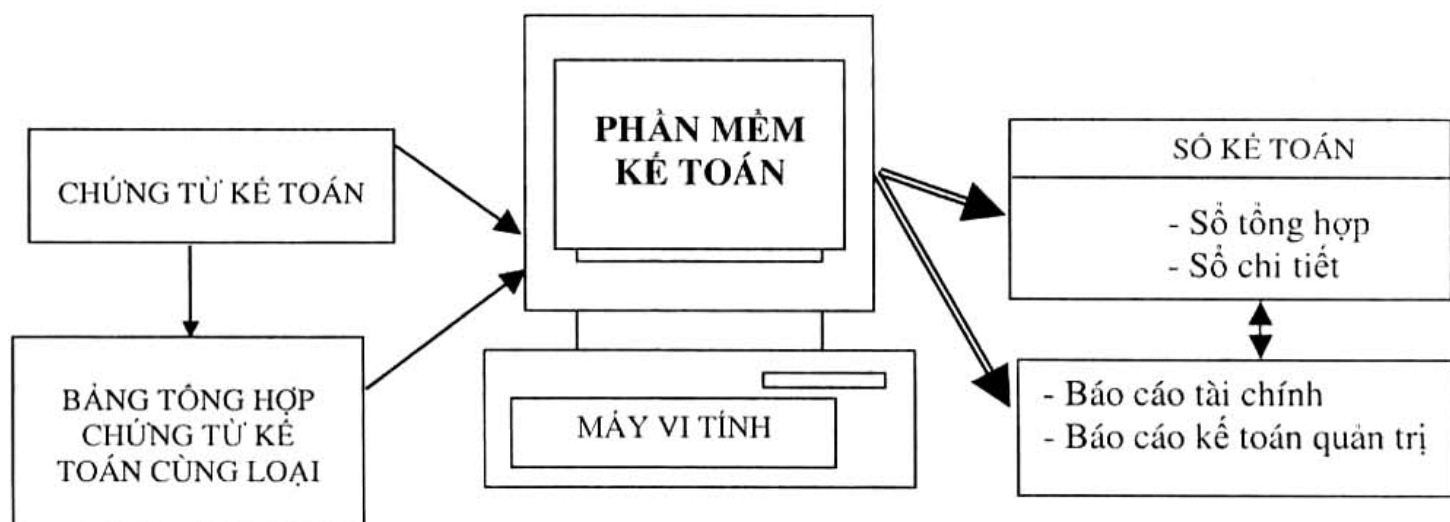 CHỨNG TỪ KẾ TOÁN
BẢNG TỔNG HỢP
CHỨNG TỪ KẾ
TOÁN CÙNG LOẠI
PHẦN MỀM
KẾ TOÁN
MÁY VI TÍNH
SỔ KẾ TOÁN
- Sổ tổng hợp
- Sổ chi tiết
- Báo cáo tài chính
- Báo cáo kế toán quản trị